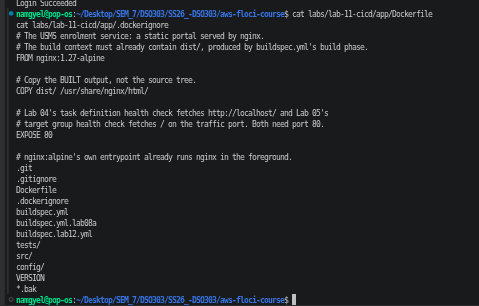 Login Succeeded
namgyel@pop-os:~/Desktop/SEM_7/DSO303/SS26_-DSO303/aws-floci-course$ cat labs/lab-11-cicd/app/Dockerfile
cat labs/lab-11-cicd/app/.dockerignore
# The USMS enrolment service: a static portal served by nginx.
# The build context must already contain dist/, produced by buildspec.yml's build phase.
FROM nginx:1.27-alpine
# Copy the BUILT output, not the source tree.
COPY dist/ /usr/share/nginx/html/
# Lab 04's task definition health check fetches http://localhost/ and Lab 05's
# target group health check fetches / on the traffic port. Both need port 80.
EXPOSE 80
# nginx:alpine's own entrypoint already runs nginx in the foreground.
.git
.gitignore
Dockerfile
.dockerignore
buildspec.yml
buildspec.yml.lab08a
buildspec.lab12.yml
tests/
src/
config/
VERSION
*.bak
namgyel@pop-os:~/Desktop/SEM_7/DSO303/SS26_-DSO303/aws-floci-course$